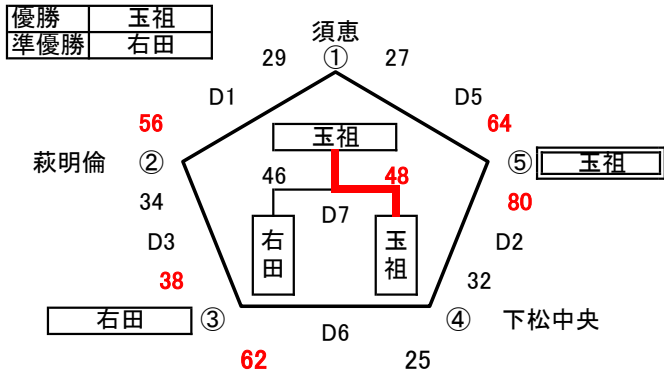 優勝 玉祖
準優勝 右田
須恵
29 ① 27
D1 D5
56 64
玉祖
萩明倫 ② ⑤ 玉祖
46 48
34 80
D7
D3 右田 玉祖 D2
38 32
右田 ③ ④ 下松中央
D6
62 25